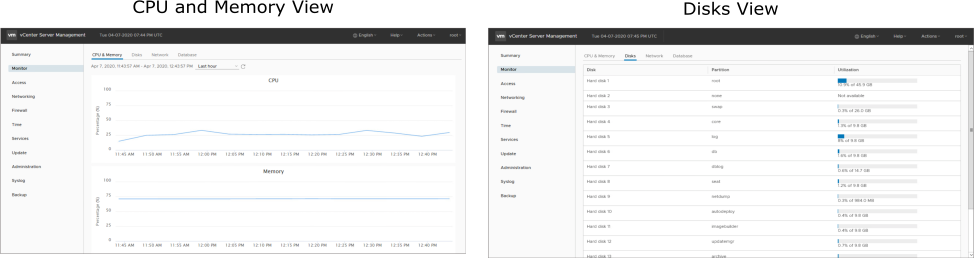 CPU and Memory View
vm vCenter Server Management Tue 04-07-2020 07:44 PM UTC English Help Actions root
Summary
Monitor
Access
Networking
Firewall
Time
Services
Update
Administration
Syslog
Backup
CPU & Memory Disks Network Database
Apr 7, 2020, 11:43:57 AM - Apr 7, 2020, 12:43:57 PM Last hour
CPU
Percentage (%)
100
75
50
25
0
11:45 AM 11:50 AM 11:55 AM 12:00 PM 12:05 PM 12:10 PM 12:15 PM 12:20 PM 12:25 PM 12:30 PM 12:35 PM 12:40 PM
Memory
Percentage (%)
100
75
50
25
0
11:45 AM 11:50 AM 11:55 AM 12:00 PM 12:05 PM 12:10 PM 12:15 PM 12:20 PM 12:25 PM 12:30 PM 12:35 PM 12:40 PM
Disks View
vm vCenter Server Management Tue 04-07-2020 07:45 PM UTC English Help Actions root
Summary
Monitor
Access
Networking
Firewall
Time
Services
Update
Administration
Syslog
Backup
CPU & Memory Disks Network Database
Disk Partition Utilization
Hard disk 1 root of 46.9 GB
Hard disk 2 none Not available
Hard disk 3 swap 0.3% of 26.0 GB
Hard disk 4 core of 9.8 GB
Hard disk 5 log of 9.8 GB
Hard disk 6 db of 9.8 GB
Hard disk 7 dblog 0.6% of 14.7 GB
Hard disk 8 seat 1.2% of 9.8 GB
Hard disk 9 netdump 0.3% of 984.0 MB
Hard disk 10 autodeploy 0.4% of 9.8 GB
Hard disk 11 imagebuilder 0.4% of 9.8 GB
Hard disk 12 updatemgr 0.7% of 9.8 GB
Hard disk 13 archive